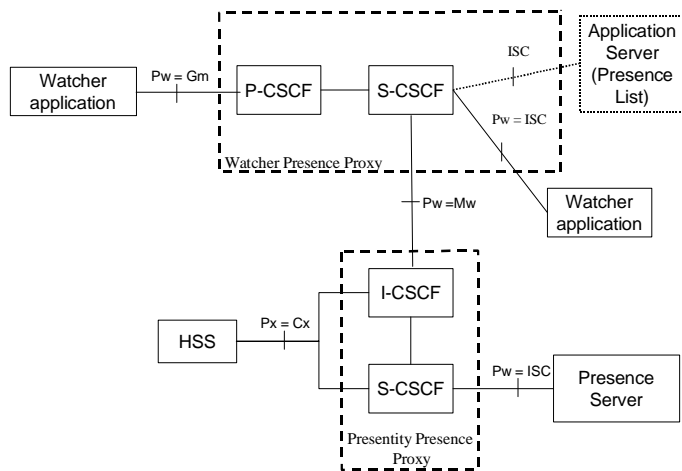 Application
Server
(Presence
List)
ISC
Watcher
application
Pw = Gm
P-CSCF
S-CSCF
Pw = ISC
Watcher Presence Proxy
Watcher
application
Pw =Mw
I-CSCF
Px = Cx
HSS
Pw = ISC
S-CSCF
Presence
Server
Presentity Presence
Proxy